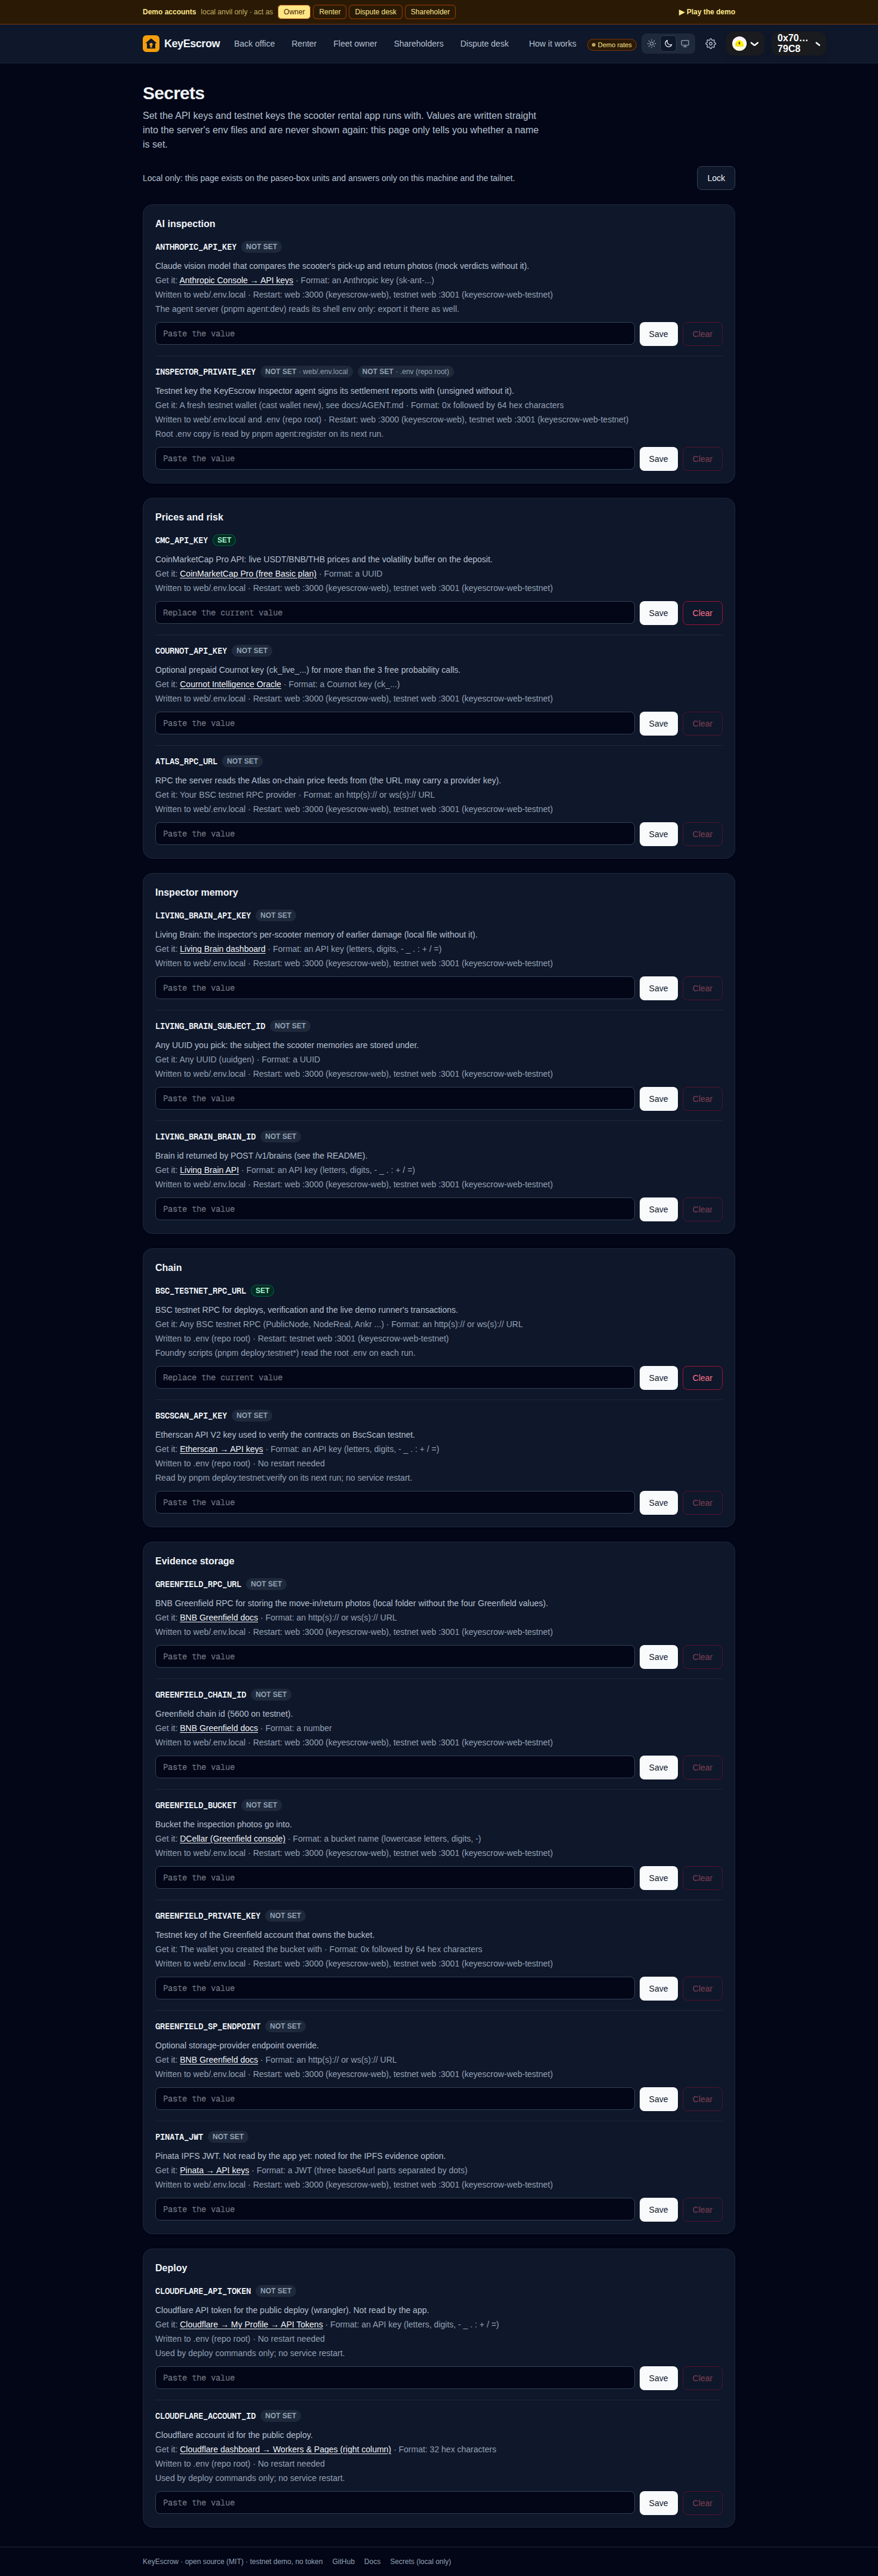 Demo accounts local anvil only · act as Owner Renter Dispute desk Shareholder ▶ Play the demo
KeyEscrow Back office Renter Fleet owner Shareholders Dispute desk How it works Demo rates 0x70…79C8
Secrets
Set the API keys and testnet keys the scooter rental app runs with. Values are written straight
into the server's env files and are never shown again: this page only tells you whether a name
is set.
Local only: this page exists on the paseo-box units and answers only on this machine and the tailnet. Lock
AI inspection
ANTHROPIC_API_KEY NOT SET
Claude vision model that compares the scooter's pick-up and return photos (mock verdicts without it).
Get it: Anthropic Console → API keys · Format: an Anthropic key (sk-ant-...)
Written to web/.env.local · Restart: web :3000 (keyescrow-web), testnet web :3001 (keyescrow-web-testnet)
The agent server (pnpm agent:dev) reads its shell env only: export it there as well.
Paste the value Save Clear
INSPECTOR_PRIVATE_KEY NOT SET · web/.env.local NOT SET · .env (repo root)
Testnet key the KeyEscrow Inspector agent signs its settlement reports with (unsigned without it).
Get it: A fresh testnet wallet (cast wallet new), see docs/AGENT.md · Format: 0x followed by 64 hex characters
Written to web/.env.local and .env (repo root) · Restart: web :3000 (keyescrow-web), testnet web :3001 (keyescrow-web-testnet)
Root .env copy is read by pnpm agent:register on its next run.
Paste the value Save Clear
Prices and risk
CMC_API_KEY SET
CoinMarketCap Pro API: live USDT/BNB/THB prices and the volatility buffer on the deposit.
Get it: CoinMarketCap Pro (free Basic plan) · Format: a UUID
Written to web/.env.local · Restart: web :3000 (keyescrow-web), testnet web :3001 (keyescrow-web-testnet)
Replace the current value Save Clear
COURNOT_API_KEY NOT SET
Optional prepaid Cournot key (ck_live_...) for more than the 3 free probability calls.
Get it: Cournot Intelligence Oracle · Format: a Cournot key (ck_...)
Written to web/.env.local · Restart: web :3000 (keyescrow-web), testnet web :3001 (keyescrow-web-testnet)
Paste the value Save Clear
ATLAS_RPC_URL NOT SET
RPC the server reads the Atlas on-chain price feeds from (the URL may carry a provider key).
Get it: Your BSC testnet RPC provider · Format: an http(s):// or ws(s):// URL
Written to web/.env.local · Restart: web :3000 (keyescrow-web), testnet web :3001 (keyescrow-web-testnet)
Paste the value Save Clear
Inspector memory
LIVING_BRAIN_API_KEY NOT SET
Living Brain: the inspector's per-scooter memory of earlier damage (local file without it).
Get it: Living Brain dashboard · Format: an API key (letters, digits, - _ . : + / =)
Written to web/.env.local · Restart: web :3000 (keyescrow-web), testnet web :3001 (keyescrow-web-testnet)
Paste the value Save Clear
LIVING_BRAIN_SUBJECT_ID NOT SET
Any UUID you pick: the subject the scooter memories are stored under.
Get it: Any UUID (uuidgen) · Format: a UUID
Written to web/.env.local · Restart: web :3000 (keyescrow-web), testnet web :3001 (keyescrow-web-testnet)
Paste the value Save Clear
LIVING_BRAIN_BRAIN_ID NOT SET
Brain id returned by POST /v1/brains (see the README).
Get it: Living Brain API · Format: an API key (letters, digits, - _ . : + / =)
Written to web/.env.local · Restart: web :3000 (keyescrow-web), testnet web :3001 (keyescrow-web-testnet)
Paste the value Save Clear
Chain
BSC_TESTNET_RPC_URL SET
BSC testnet RPC for deploys, verification and the live demo runner's transactions.
Get it: Any BSC testnet RPC (PublicNode, NodeReal, Ankr ...) · Format: an http(s):// or ws(s):// URL
Written to .env (repo root) · Restart: testnet web :3001 (keyescrow-web-testnet)
Foundry scripts (pnpm deploy:testnet*) read the root .env on each run.
Replace the current value Save Clear
BSCSCAN_API_KEY NOT SET
Etherscan API V2 key used to verify the contracts on BscScan testnet.
Get it: Etherscan → API keys · Format: an API key (letters, digits, - _ . : + / =)
Written to .env (repo root) · No restart needed
Read by pnpm deploy:testnet:verify on its next run; no service restart.
Paste the value Save Clear
Evidence storage
GREENFIELD_RPC_URL NOT SET
BNB Greenfield RPC for storing the move-in/return photos (local folder without the four Greenfield values).
Get it: BNB Greenfield docs · Format: an http(s):// or ws(s):// URL
Written to web/.env.local · Restart: web :3000 (keyescrow-web), testnet web :3001 (keyescrow-web-testnet)
Paste the value Save Clear
GREENFIELD_CHAIN_ID NOT SET
Greenfield chain id (5600 on testnet).
Get it: BNB Greenfield docs · Format: a number
Written to web/.env.local · Restart: web :3000 (keyescrow-web), testnet web :3001 (keyescrow-web-testnet)
Paste the value Save Clear
GREENFIELD_BUCKET NOT SET
Bucket the inspection photos go into.
Get it: DCellar (Greenfield console) · Format: a bucket name (lowercase letters, digits, -)
Written to web/.env.local · Restart: web :3000 (keyescrow-web), testnet web :3001 (keyescrow-web-testnet)
Paste the value Save Clear
GREENFIELD_PRIVATE_KEY NOT SET
Testnet key of the Greenfield account that owns the bucket.
Get it: The wallet you created the bucket with · Format: 0x followed by 64 hex characters
Written to web/.env.local · Restart: web :3000 (keyescrow-web), testnet web :3001 (keyescrow-web-testnet)
Paste the value Save Clear
GREENFIELD_SP_ENDPOINT NOT SET
Optional storage-provider endpoint override.
Get it: BNB Greenfield docs · Format: an http(s):// or ws(s):// URL
Written to web/.env.local · Restart: web :3000 (keyescrow-web), testnet web :3001 (keyescrow-web-testnet)
Paste the value Save Clear
PINATA_JWT NOT SET
Pinata IPFS JWT. Not read by the app yet: noted for the IPFS evidence option.
Get it: Pinata → API keys · Format: a JWT (three base64url parts separated by dots)
Written to web/.env.local · Restart: web :3000 (keyescrow-web), testnet web :3001 (keyescrow-web-testnet)
Paste the value Save Clear
Deploy
CLOUDFLARE_API_TOKEN NOT SET
Cloudflare API token for the public deploy (wrangler). Not read by the app.
Get it: Cloudflare → My Profile → API Tokens · Format: an API key (letters, digits, - _ . : + / =)
Written to .env (repo root) · No restart needed
Used by deploy commands only; no service restart.
Paste the value Save Clear
CLOUDFLARE_ACCOUNT_ID NOT SET
Cloudflare account id for the public deploy.
Get it: Cloudflare dashboard → Workers & Pages (right column) · Format: 32 hex characters
Written to .env (repo root) · No restart needed
Used by deploy commands only; no service restart.
Paste the value Save Clear
KeyEscrow · open source (MIT) · testnet demo, no token GitHub Docs Secrets (local only)